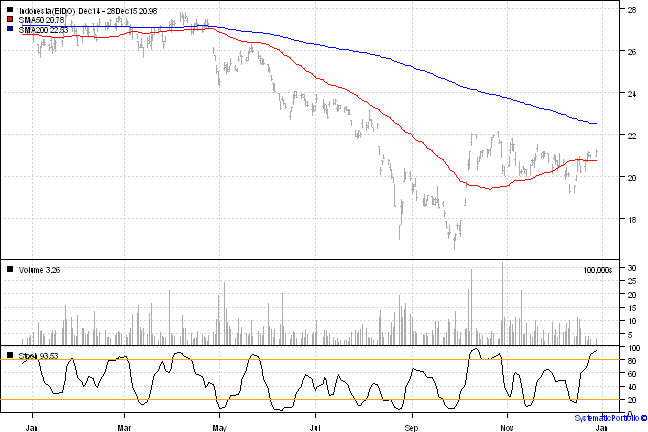 Indonesia(EIDO) Dec14 - 28Dec15 20.98
SMA50 20.78
SMA200 22.53
28
26
24
22
20
18
Volume 3.26
100,000s
30
25
20
15
10
5
Stoch 93.53
100
80
60
40
20
0
Jan Mar May Jul Sep Nov Jan
SystematicPortfolio ©